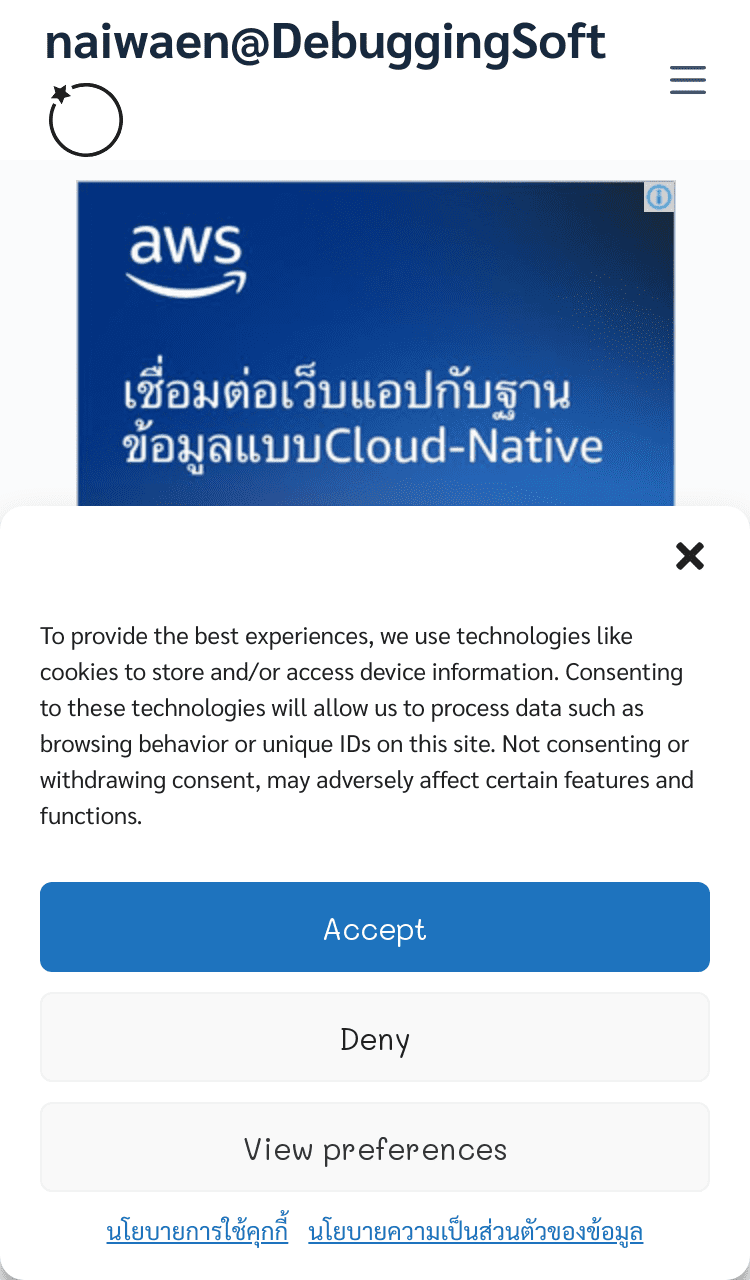 naiwaen@DebuggingSoft
aws
เชื่อมต่อเว็บแอปกับฐาน
ข้อมูลแบบCloud-Native
To provide the best experiences, we use technologies like
cookies to store and/or access device information. Consenting
to these technologies will allow us to process data such as
browsing behavior or unique IDs on this site. Not consenting or
withdrawing consent, may adversely affect certain features and
functions.
Accept
Deny
View preferences
นโยบายการใช้คุกกี้ นโยบายความเป็นส่วนตัวของข้อมูล